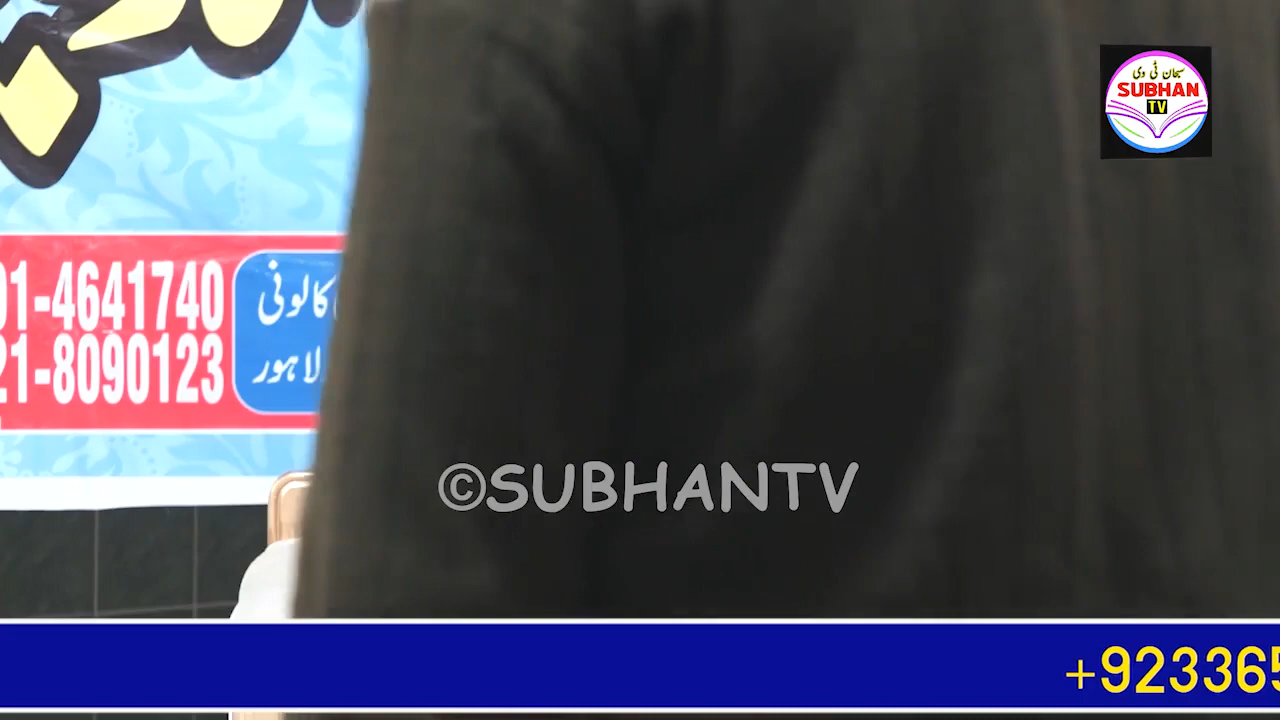 سبحان ٹی وی
SUBHAN
TV
01-4641740
21-8090123
کالونی
لاہور
©SUBHANTV
+923365